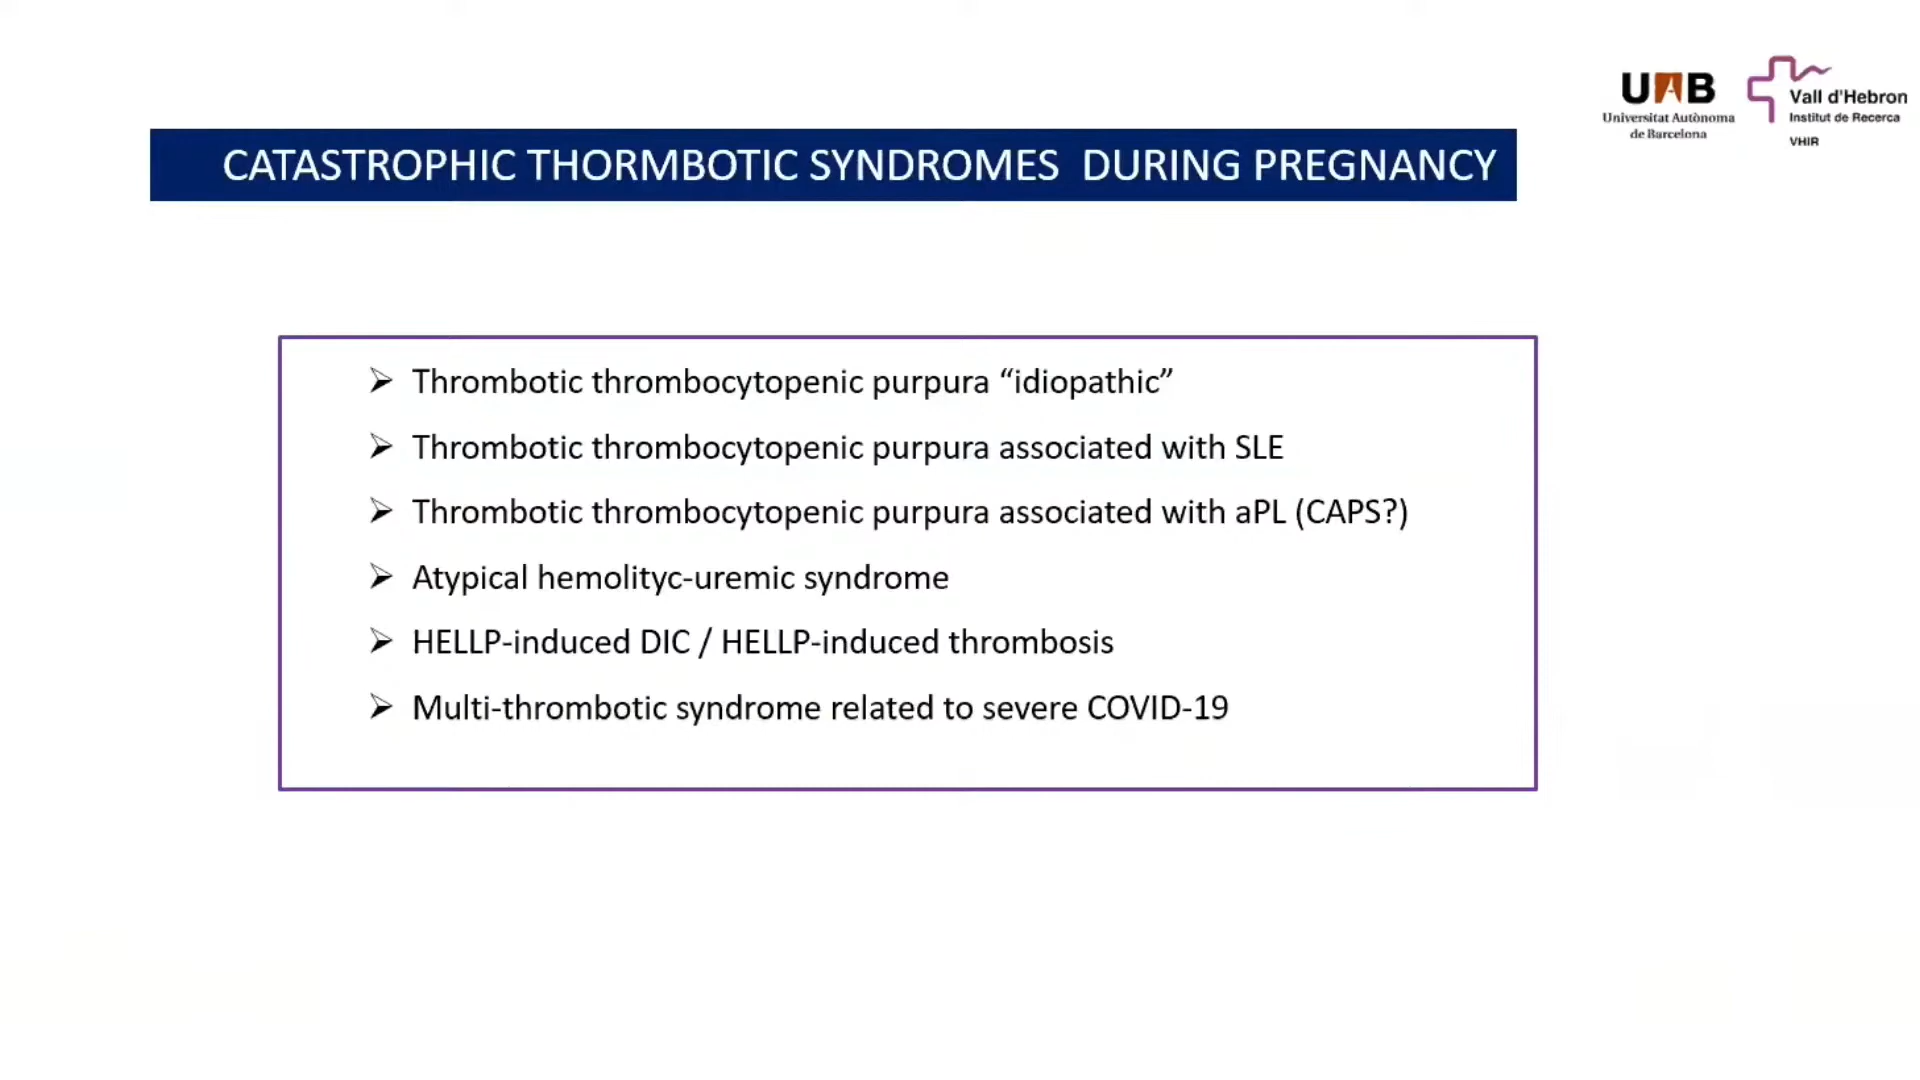 UAB
Universitat Autònoma
de Barcelona
Vall d'Hebron
Institut de Recerca
VHIR
CATASTROPHIC THORMBOTIC SYNDROMES DURING PREGNANCY
➢ Thrombotic thrombocytopenic purpura “idiopathic”
➢ Thrombotic thrombocytopenic purpura associated with SLE
➢ Thrombotic thrombocytopenic purpura associated with aPL (CAPS?)
➢ Atypical hemolityc-uremic syndrome
➢ HELLP-induced DIC / HELLP-induced thrombosis
➢ Multi-thrombotic syndrome related to severe COVID-19